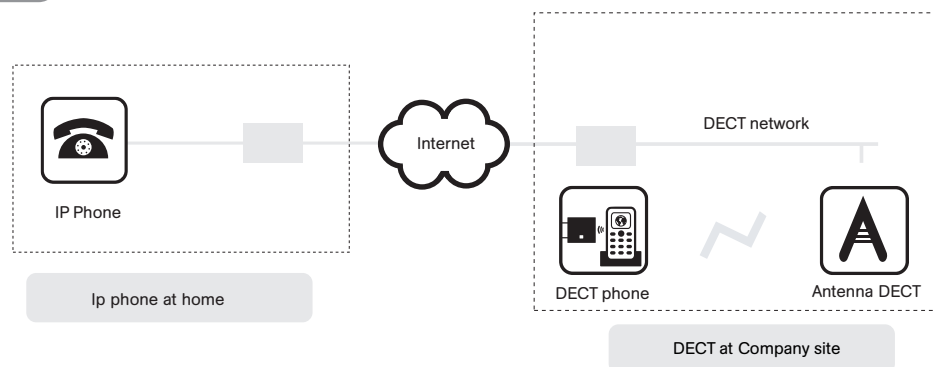 DECT network
Internet
IP Phone
DECT phone
Antenna DECT
Ip phone at home
DECT at Company site